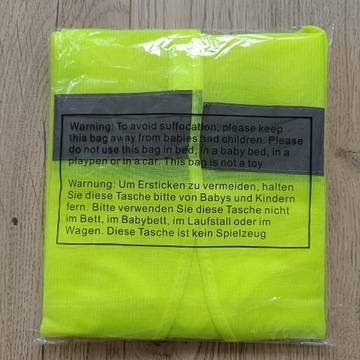 Warning: To avoid suffocation, please keep
this bag away from babies and children. Please
do not use this bag in bed, in a baby bed, in a
playpen or in a car. This bag is not a toy
Warnung: Um Ersticken zu vermeiden, halten
Sie diese Tasche bitte von Babys und Kindern
fern. Bitte verwenden Sie diese Tasche nicht
im Bett, im Babybett, im Laufstall oder im
Wagen. Diese Tasche ist kein Spielzeug